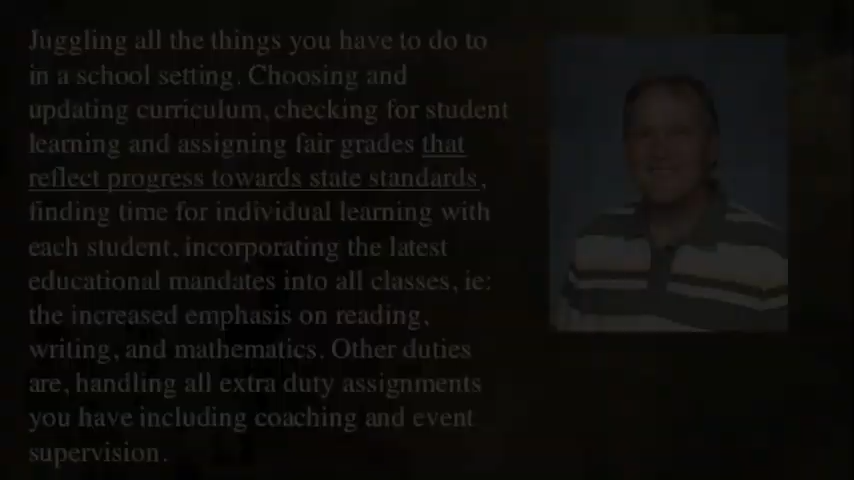 Juggling all the things you have to do to
in a school setting. Choosing and
updating curriculum, checking for student
learning and assigning fair grades that
reflect progress towards state standards,
finding time for individual learning with
each student, incorporating the latest
educational mandates into all classes, ie:
the increased emphasis on reading,
writing, and mathematics. Other duties
are, handling all extra duty assignments
you have including coaching and event
supervision.